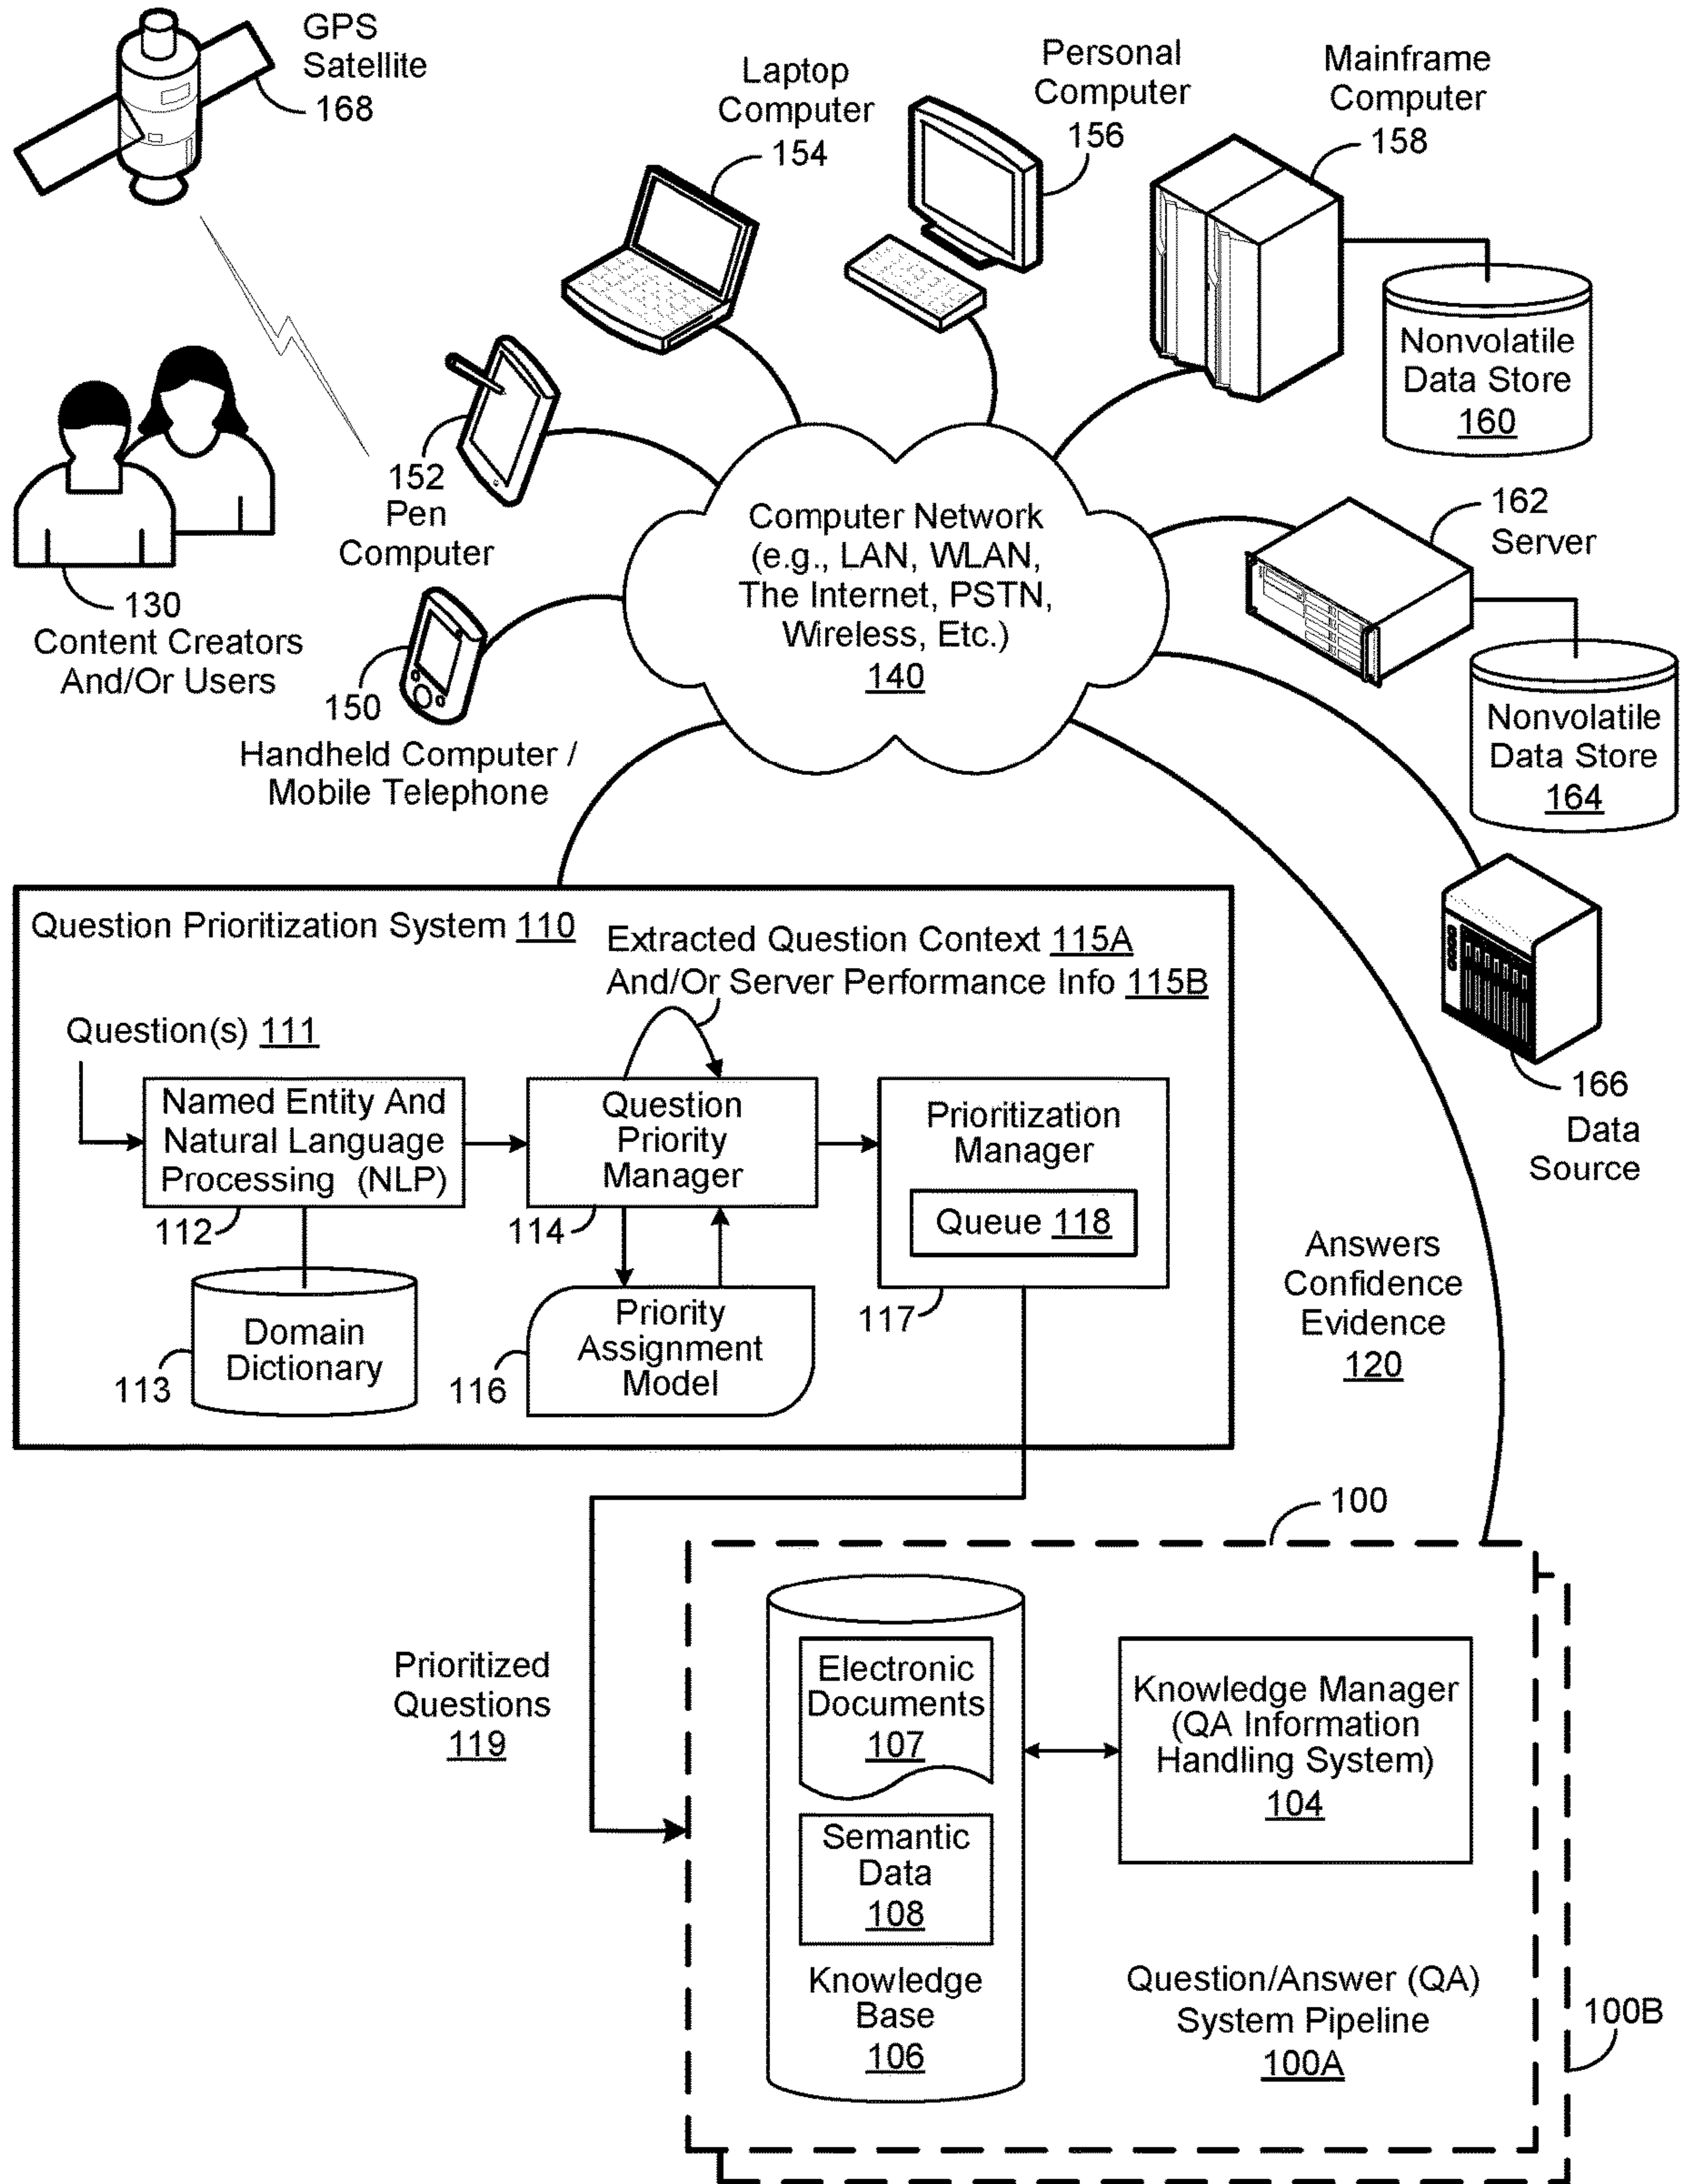 GPS
Satellite
168
Laptop
Computer
154
Personal
Computer
156
Mainframe
Computer
158
Nonvolatile
Data Store
160
152
Pen
Computer
130
Content Creators
And/Or Users
150
Handheld Computer /
Mobile Telephone
Computer Network
(e.g., LAN, WLAN,
The Internet, PSTN,
Wireless, Etc.)
140
162
Server
Nonvolatile
Data Store
164
166
Data
Source
Question Prioritization System 110
Extracted Question Context 115A
And/Or Server Performance Info 115B
Question(s) 111
Named Entity And
Natural Language
Processing (NLP)
112
Domain
Dictionary
113
Question
Priority
Manager
114
Priority
Assignment
Model
116
Prioritization
Manager
Queue 118
117
Answers
Confidence
Evidence
120
Prioritized
Questions
119
100
Electronic
Documents
107
Semantic
Data
108
Knowledge
Base
106
Knowledge Manager
(QA Information
Handling System)
104
Question/Answer (QA)
System Pipeline
100A
100B